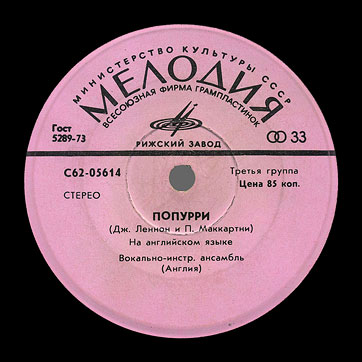 МИНИСТЕРСТВО КУЛЬТУРЫ СССР
МЕЛОДИЯ
ВСЕСОЮЗНАЯ ФИРМА ГРАМПЛАСТИНОК
Гост
5289-73
РИЖСКИЙ ЗАВОД
33
С62-05614
Третья группа
Цена 85 коп.
СТЕРЕО
ПОПУРРИ
(Дж. Леннон и П. Маккартни)
На английском языке
Вокально-инстр. ансамбль
(Англия)